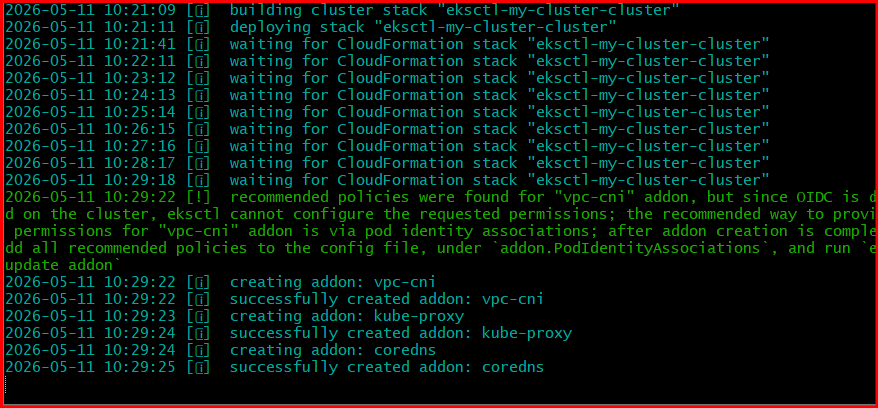 2026-05-11 10:21:09 [ℹ]  building cluster stack "eksctl-my-cluster-cluster"
2026-05-11 10:21:11 [ℹ]  deploying stack "eksctl-my-cluster-cluster"
2026-05-11 10:21:41 [ℹ]  waiting for CloudFormation stack "eksctl-my-cluster-cluster"
2026-05-11 10:22:11 [ℹ]  waiting for CloudFormation stack "eksctl-my-cluster-cluster"
2026-05-11 10:23:12 [ℹ]  waiting for CloudFormation stack "eksctl-my-cluster-cluster"
2026-05-11 10:24:13 [ℹ]  waiting for CloudFormation stack "eksctl-my-cluster-cluster"
2026-05-11 10:25:14 [ℹ]  waiting for CloudFormation stack "eksctl-my-cluster-cluster"
2026-05-11 10:26:15 [ℹ]  waiting for CloudFormation stack "eksctl-my-cluster-cluster"
2026-05-11 10:27:16 [ℹ]  waiting for CloudFormation stack "eksctl-my-cluster-cluster"
2026-05-11 10:28:17 [ℹ]  waiting for CloudFormation stack "eksctl-my-cluster-cluster"
2026-05-11 10:29:18 [ℹ]  waiting for CloudFormation stack "eksctl-my-cluster-cluster"
2026-05-11 10:29:22 [!]  recommended policies were found for "vpc-cni" addon, but since OIDC is d
d on the cluster, eksctl cannot configure the requested permissions; the recommended way to provi
permissions for "vpc-cni" addon is via pod identity associations; after addon creation is comple
dd all recommended policies to the config file, under `addon.PodIdentityAssociations`, and run `e
update addon`
2026-05-11 10:29:22 [ℹ]  creating addon: vpc-cni
2026-05-11 10:29:22 [ℹ]  successfully created addon: vpc-cni
2026-05-11 10:29:23 [ℹ]  creating addon: kube-proxy
2026-05-11 10:29:24 [ℹ]  successfully created addon: kube-proxy
2026-05-11 10:29:24 [ℹ]  creating addon: coredns
2026-05-11 10:29:25 [ℹ]  successfully created addon: coredns